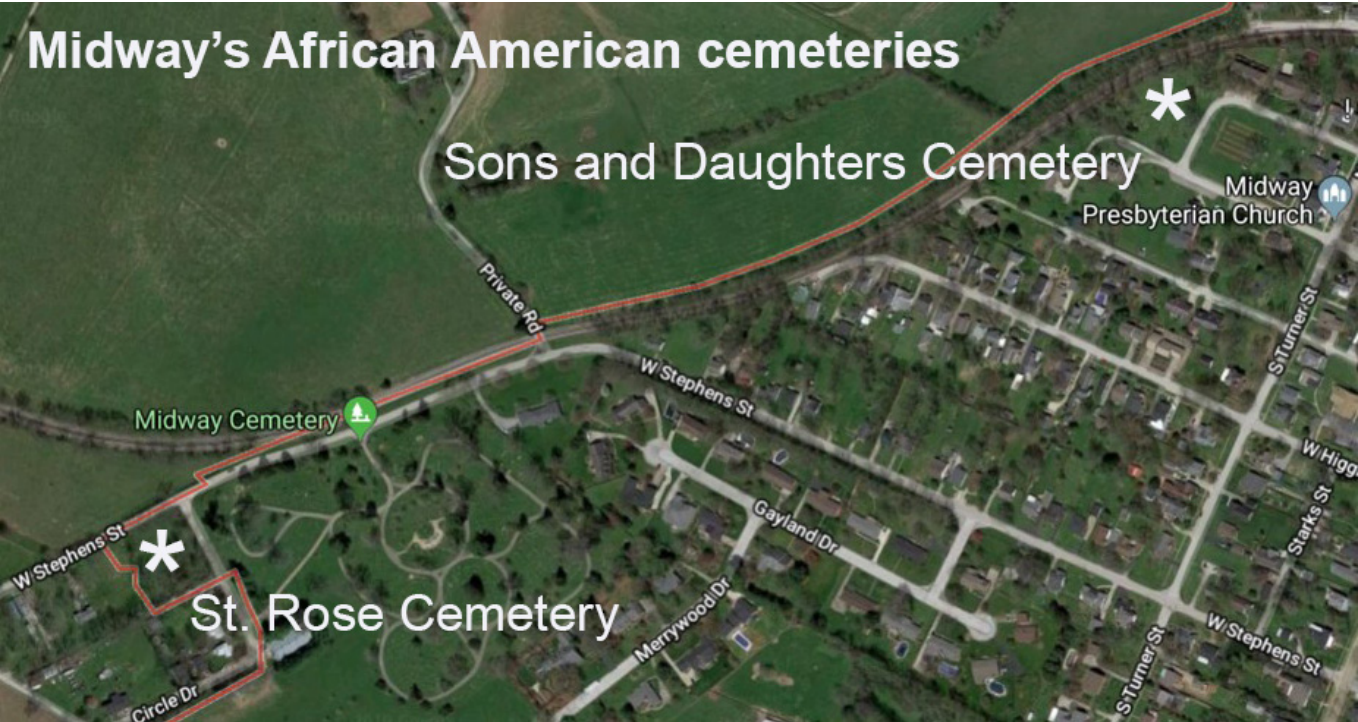 Midway's African American cemeteries
Sons and Daughters Cemetery
Midway
Presbyterian Church
Private Rd
S Turner St
W Stephens St
Midway Cemetery
W Higg
Gayland Dr
Starks St
W Stephens St
St. Rose Cemetery
Merrywood Dr
W Stephens St
S Turner St
Circle Dr